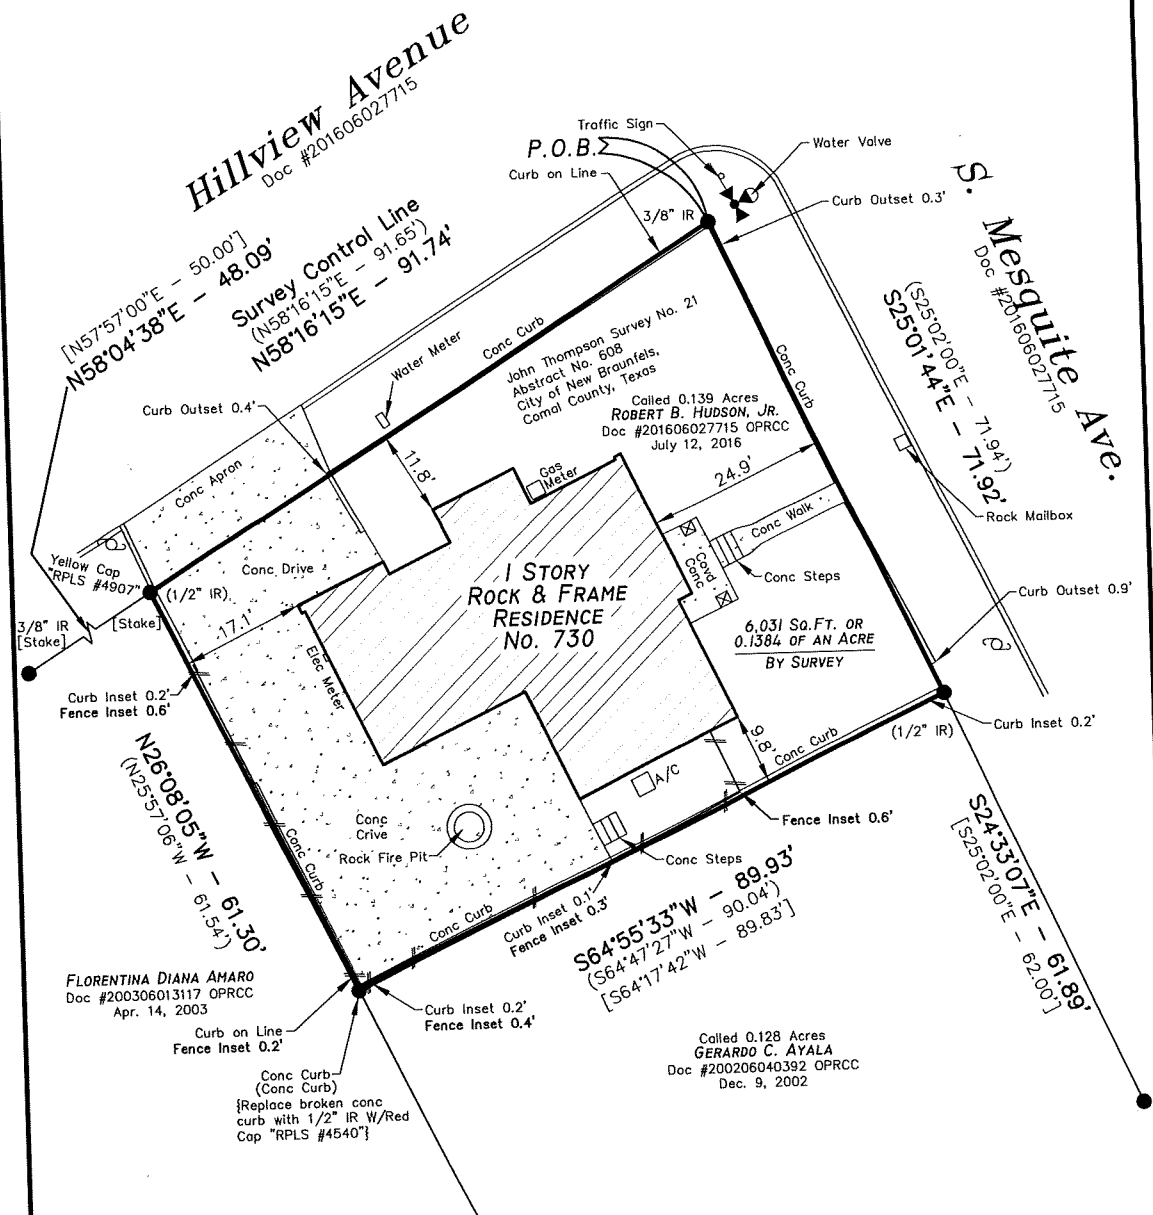 Hillview Avenue
Doc #201606027715
Traffic Sign
P.O.B.
Curb on Line
3/8" IR
Water Valve
Curb Outset 0.3'
S. Mesquite Ave.
Doc #201606027715
[N57°57'00"E – 50.00']
N58°04'38"E – 48.09'
Survey Control Line
(N58°16'15"E – 91.65')
N58°16'15"E – 91.74'
(S25°02'00"E – 71.94')
S25°01'44"E – 71.92'
Water Meter
Conc Curb
Conc Curb
John Thompson Survey No. 21
Abstract No. 608
City of New Braunfels,
Comal County, Texas
Called 0.139 Acres
ROBERT B. HUDSON, JR.
Doc #201606027715 OPRCC
July 12, 2016
Curb Outset 0.4'
Conc Apron
11.8'
Gas
Meter
24.9'
Rock Mailbox
Conc Walk
Covd
Conc
Conc Steps
Yellow Cap
"RPLS #4907"
(1/2" IR)
Conc Drive
17.1'
3/8" IR
[Stake]
[Stake]
1 STORY
ROCK & FRAME
RESIDENCE
No. 730
6,031 SQ.FT. OR
0.1384 OF AN ACRE
BY SURVEY
Curb Outset 0.9'
Elec Meter
Curb Inset 0.2'
Fence Inset 0.6'
(1/2" IR)
Curb Inset 0.2'
9.8'
Conc Curb
A/C
N26°08'05"W – 61.30'
(N25°57'06"W – 61.54')
Conc Curb
Conc
Crive
Rock Fire Pit
Fence Inset 0.6'
Conc Steps
Conc Curb
Curb Inset 0.1'
Fence Inset 0.3'
S64°55'33"W – 89.93'
(S64°47'27"W – 90.04')
[S64°17'42"W – 89.83']
S24°33'07"E – 61.89'
[S25°02'00"E – 62.00']
FLORENTINA DIANA AMARO
Doc #200306013117 OPRCC
Apr. 14, 2003
Curb on Line
Fence Inset 0.2'
Curb Inset 0.2'
Fence Inset 0.4'
Called 0.128 Acres
GERARDO C. AYALA
Doc #200206040392 OPRCC
Dec. 9, 2002
Conc Curb
(Conc Curb)
{Replace broken conc
curb with 1/2" IR W/Red
Cap "RPLS #4540"}